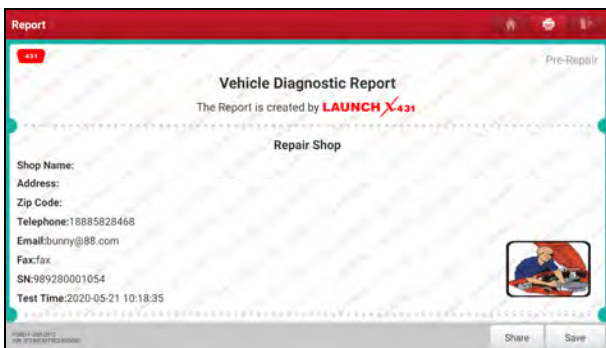 Report
431
Pre-Repair
Vehicle Diagnostic Report
The Report is created by LAUNCH X431
Repair Shop
Shop Name:
Address:
Zip Code:
Telephone:18885828468
Email:bunny@88.com
Fax:fax
SN:989280001054
Test Time:2020-05-21 10:18:35
Share
Save